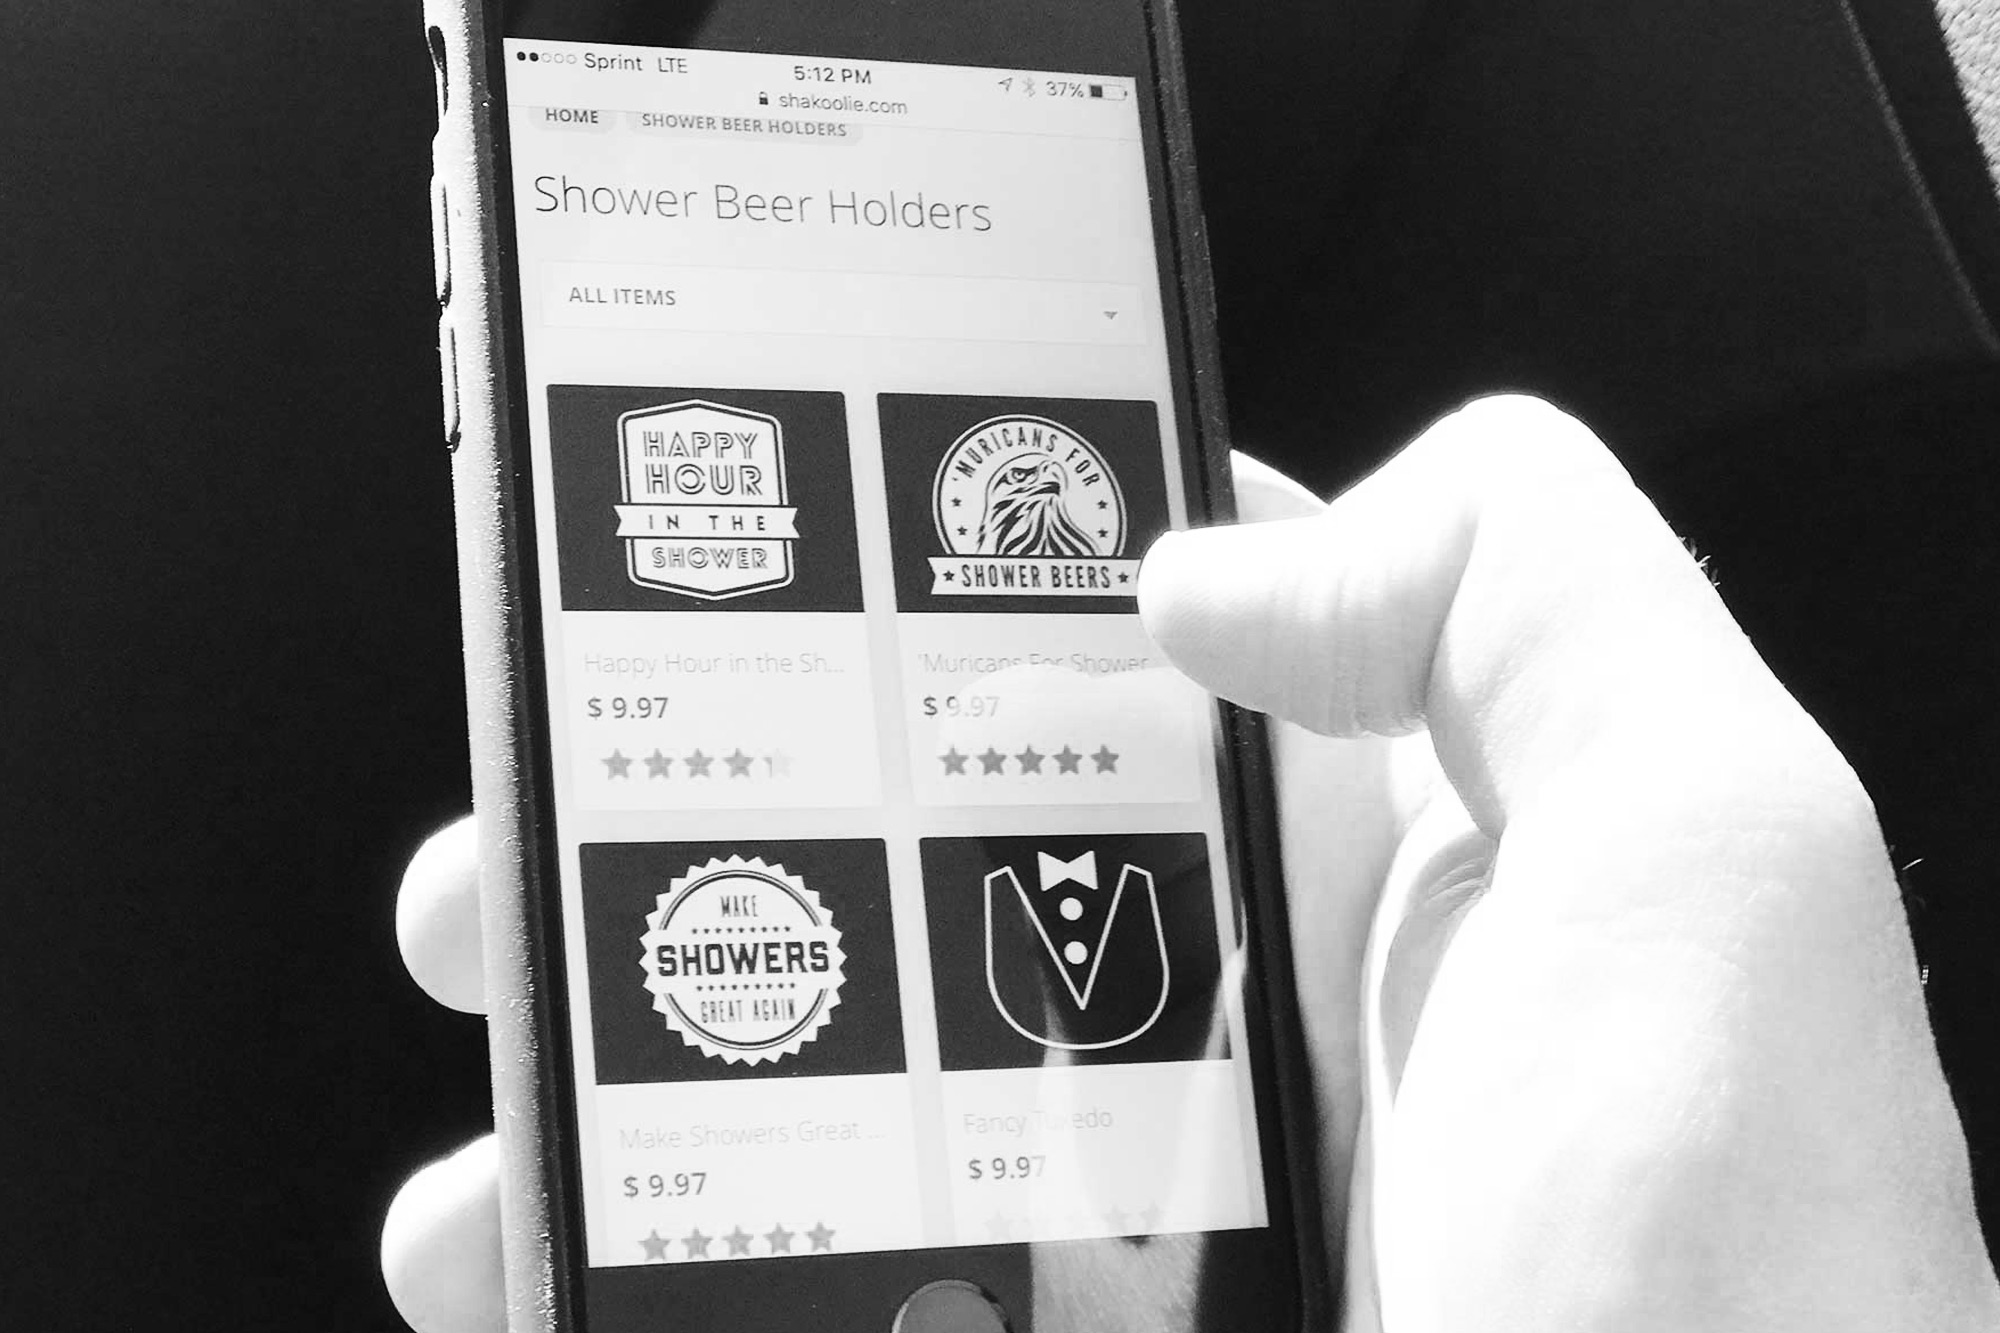 Sprint LTE 5:12 PM 37%
shakoolie.com
HOME SHOWER BEER HOLDERS
Shower Beer Holders
ALL ITEMS
HAPPY
HOUR
IN THE
SHOWER
'MURICANS FOR
SHOWER BEERS
Happy Hour in the Sh...
$ 9.97
'Muricans For Shower
$ 9.97
MAKE
SHOWERS
GREAT AGAIN
Make Showers Great ...
$ 9.97
Fancy Tuxedo
$ 9.97